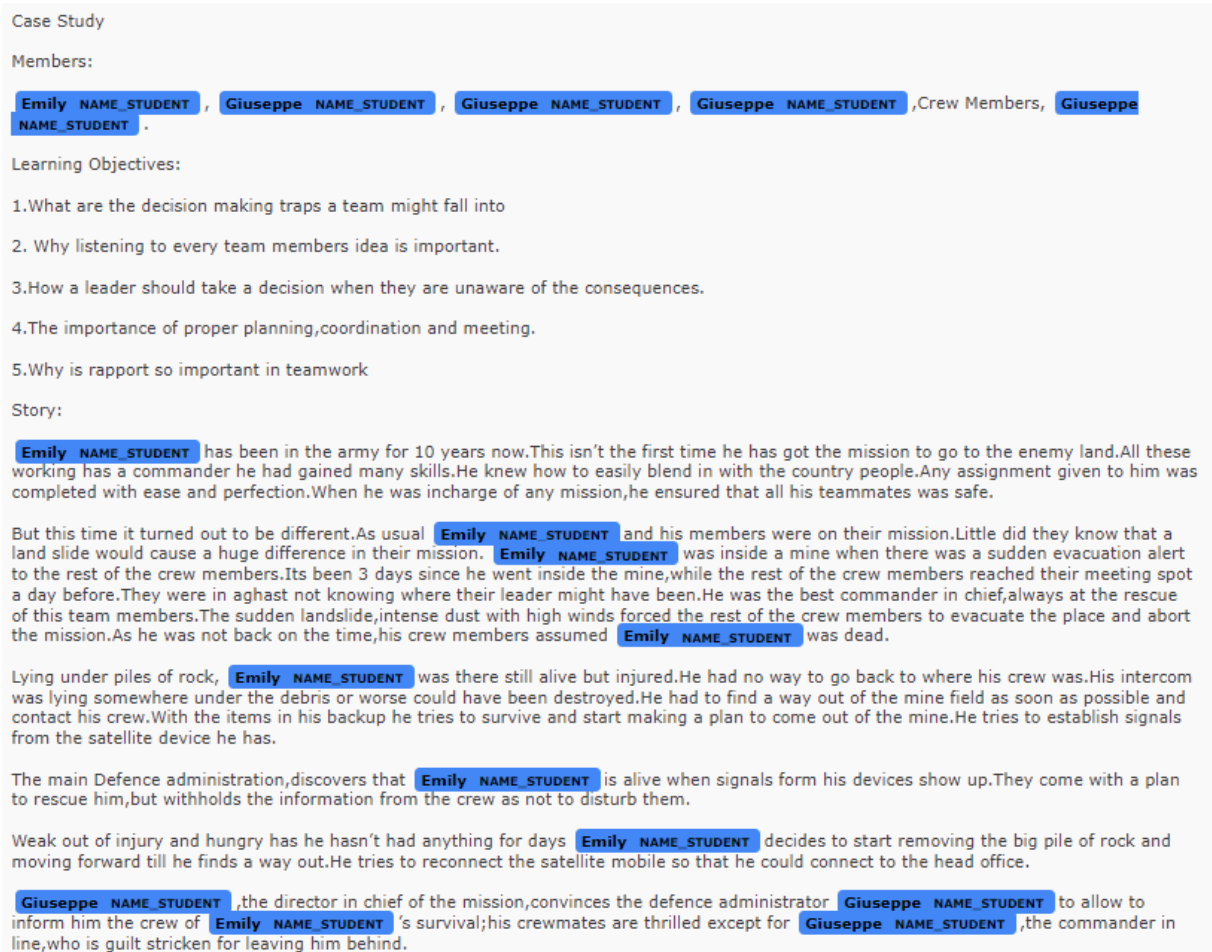 Case Study
Members:
Emily NAME_STUDENT , Giuseppe NAME_STUDENT , Giuseppe NAME_STUDENT , Giuseppe NAME_STUDENT ,Crew Members, Giuseppe
NAME_STUDENT .
Learning Objectives:
1.What are the decision making traps a team might fall into
2. Why listening to every team members idea is important.
3.How a leader should take a decision when they are unaware of the consequences.
4.The importance of proper planning,coordination and meeting.
5.Why is rapport so important in teamwork
Story:
Emily NAME_STUDENT has been in the army for 10 years now.This isn’t the first time he has got the mission to go to the enemy land.All these
working has a commander he had gained many skills.He knew how to easily blend in with the country people.Any assignment given to him was
completed with ease and perfection.When he was incharge of any mission,he ensured that all his teammates was safe.
But this time it turned out to be different.As usual Emily NAME_STUDENT and his members were on their mission.Little did they know that a
land slide would cause a huge difference in their mission. Emily NAME_STUDENT was inside a mine when there was a sudden evacuation alert
to the rest of the crew members.Its been 3 days since he went inside the mine,while the rest of the crew members reached their meeting spot
a day before.They were in aghast not knowing where their leader might have been.He was the best commander in chief,always at the rescue
of this team members.The sudden landslide,intense dust with high winds forced the rest of the crew members to evacuate the place and abort
the mission.As he was not back on the time,his crew members assumed Emily NAME_STUDENT was dead.
Lying under piles of rock, Emily NAME_STUDENT was there still alive but injured.He had no way to go back to where his crew was.His intercom
was lying somewhere under the debris or worse could have been destroyed.He had to find a way out of the mine field as soon as possible and
contact his crew.With the items in his backup he tries to survive and start making a plan to come out of the mine.He tries to establish signals
from the satellite device he has.
The main Defence administration,discovers that Emily NAME_STUDENT is alive when signals form his devices show up.They come with a plan
to rescue him,but withholds the information from the crew as not to disturb them.
Weak out of injury and hungry has he hasn’t had anything for days Emily NAME_STUDENT decides to start removing the big pile of rock and
moving forward till he finds a way out.He tries to reconnect the satellite mobile so that he could connect to the head office.
Giuseppe NAME_STUDENT ,the director in chief of the mission,convinces the defence administrator Giuseppe NAME_STUDENT to allow to
inform him the crew of Emily NAME_STUDENT ’s survival;his crewmates are thrilled except for Giuseppe NAME_STUDENT ,the commander in
line,who is guilt stricken for leaving him behind.